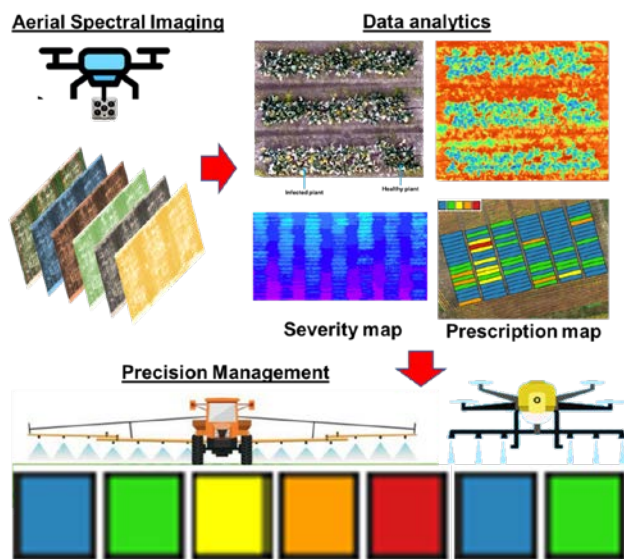 Aerial Spectral Imaging
Data analytics
Infected plant
Healthy plant
Severity map
Prescription map
Precision Management